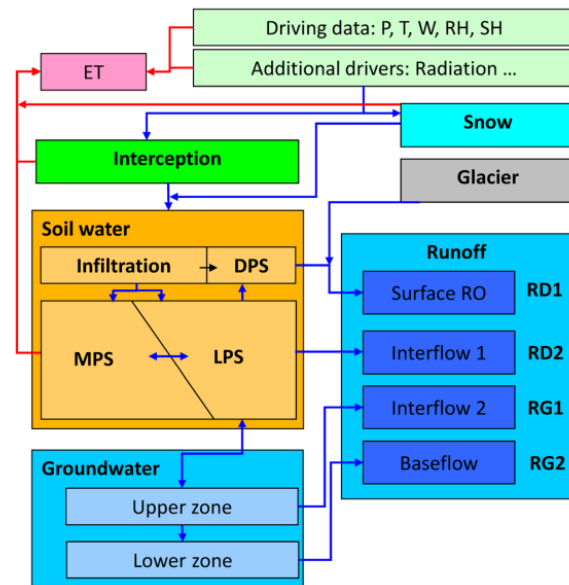 Driving data: P, T, W, RH, SH
ET
Additional drivers: Radiation ...
Snow
Interception
Glacier
Soil water
Runoff
Infiltration
DPS
Surface RO
RD1
MPS
LPS
Interflow 1
RD2
Interflow 2
RG1
Groundwater
Baseflow
RG2
Upper zone
Lower zone